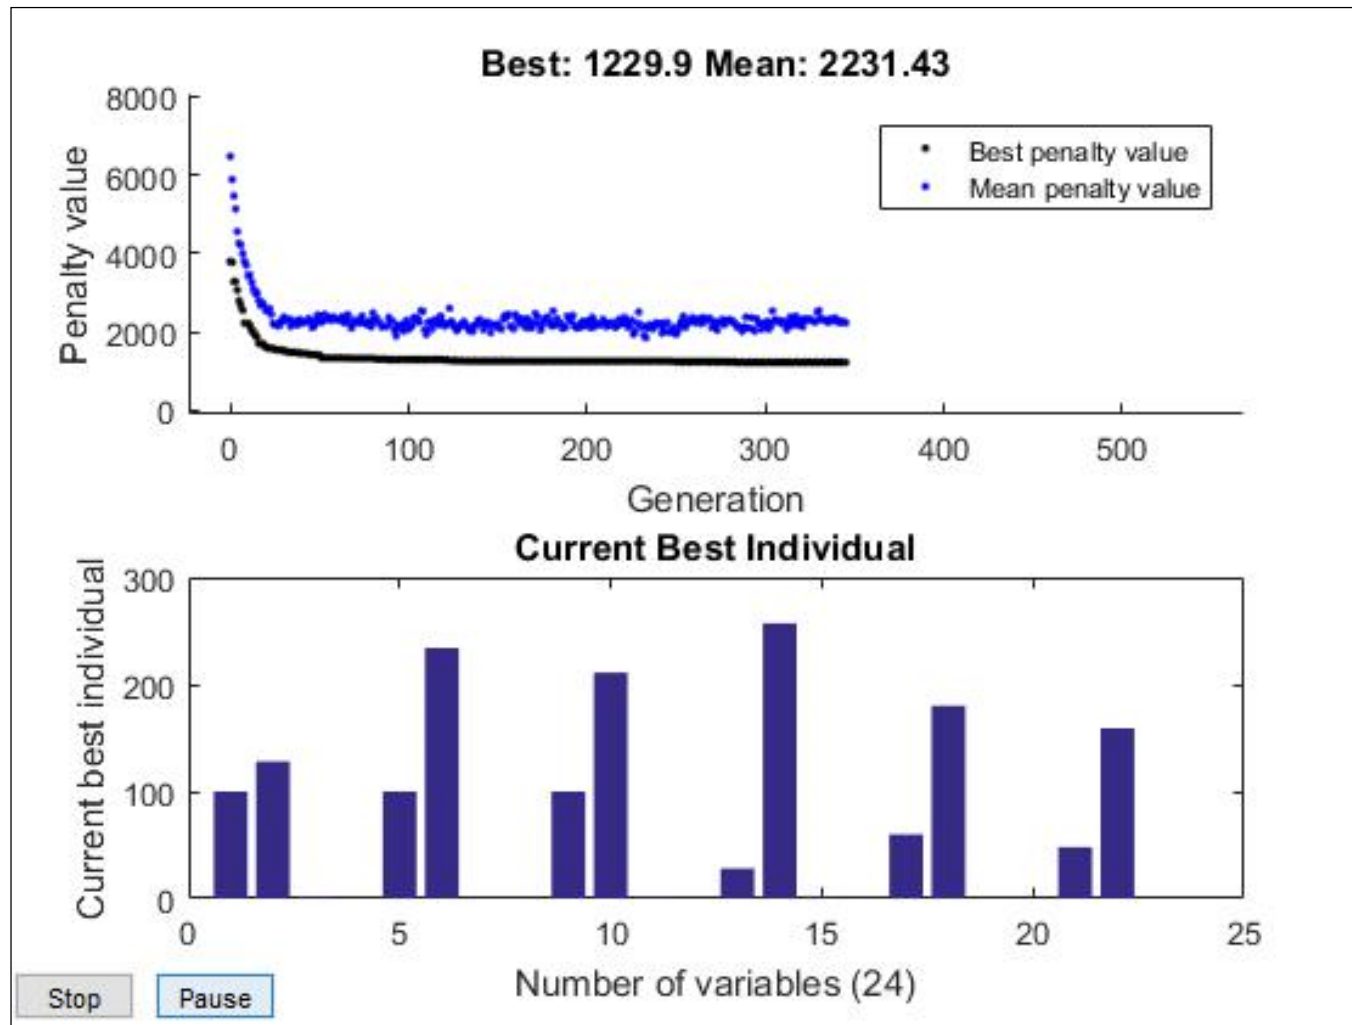 Best: 1229.9 Mean: 2231.43
8000
6000
4000
2000
0
Penalty value
Best penalty value
Mean penalty value
0 100 200 300 400 500
Generation
Current Best Individual
300
200
100
0
Current best individual
0 5 10 15 20 25
Number of variables (24)
Stop Pause